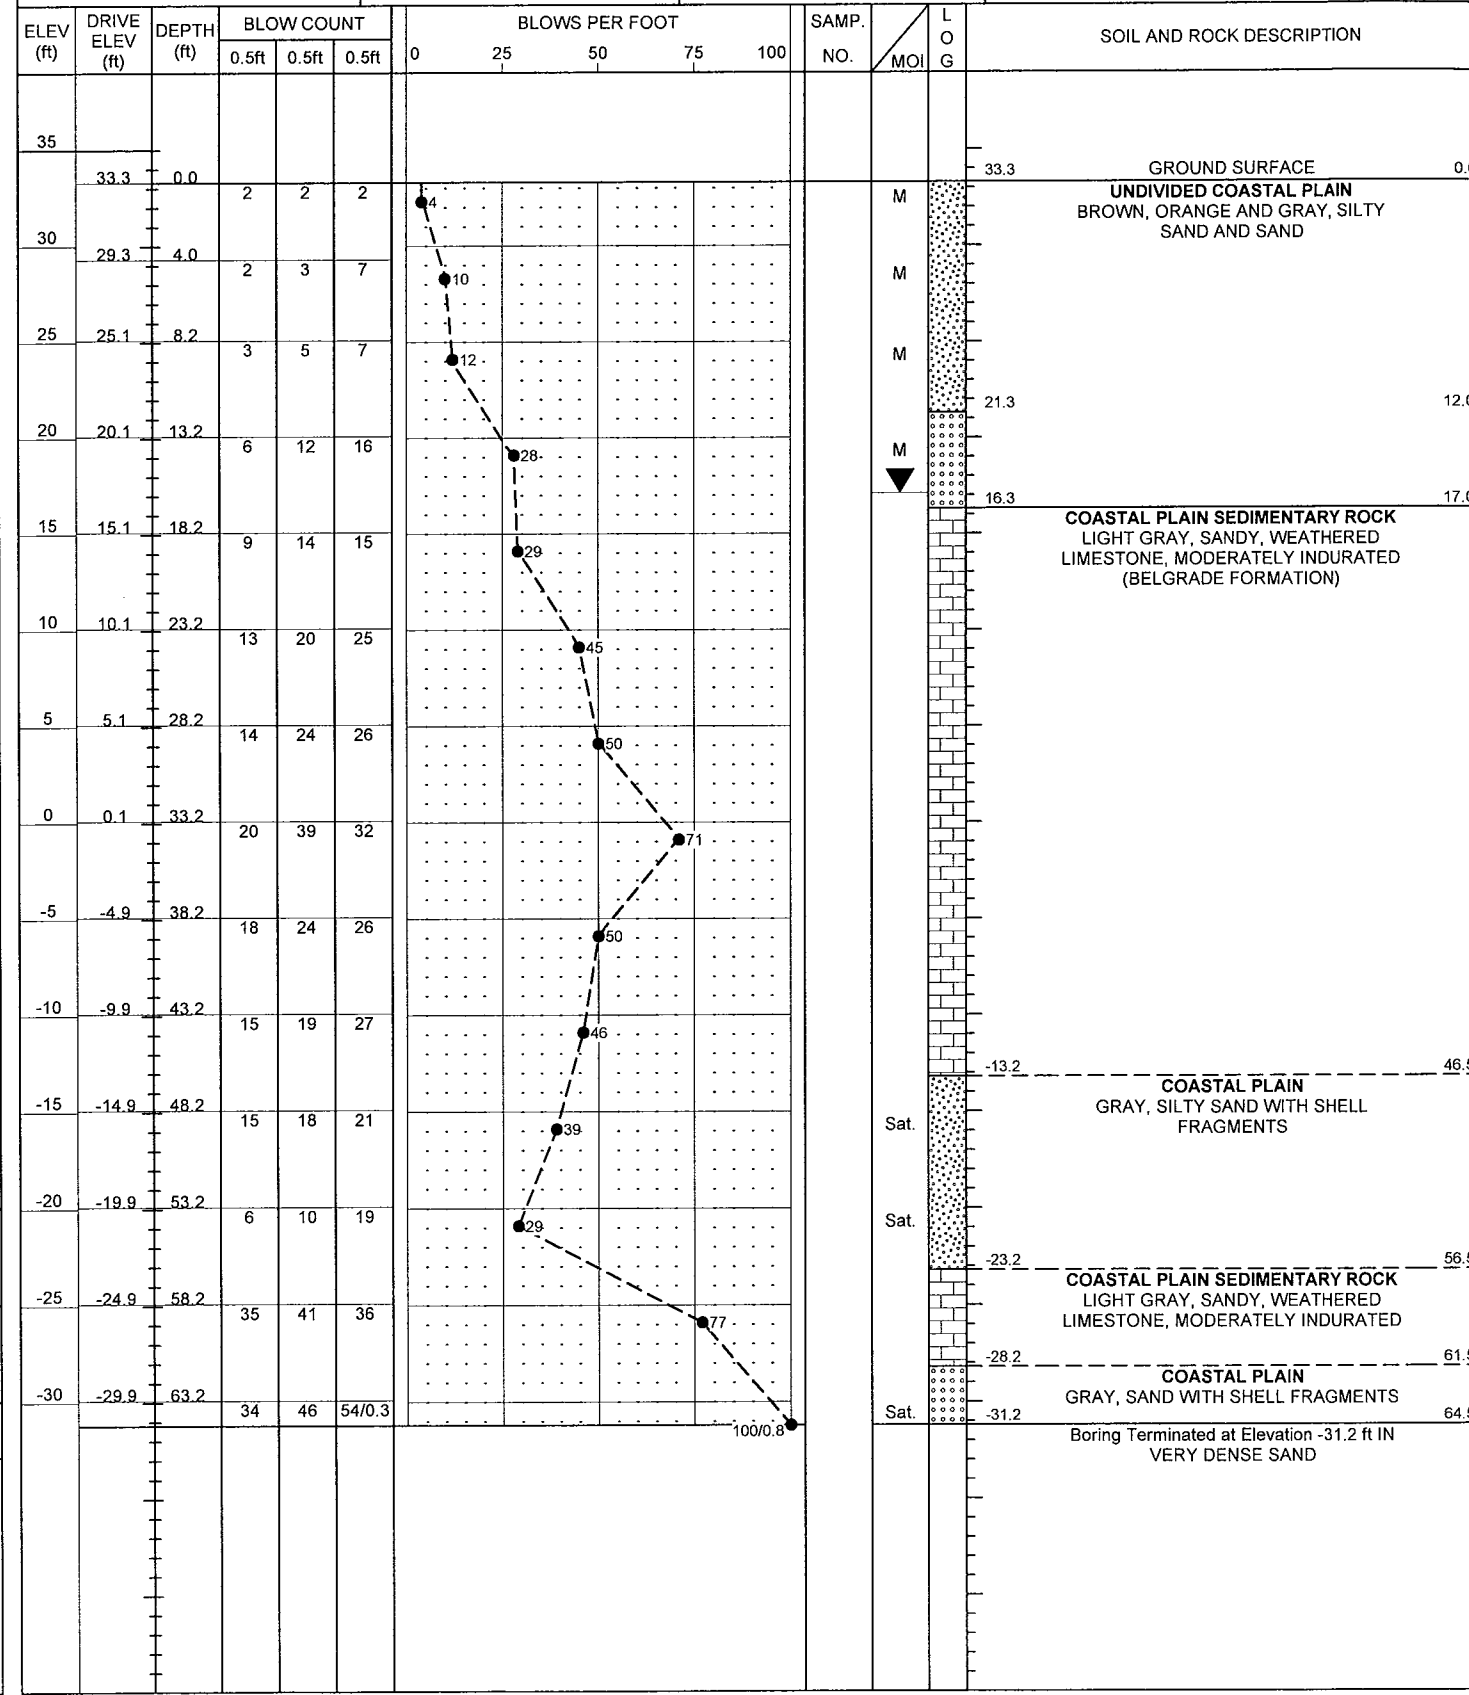 ELEV (ft) DRIVE ELEV (ft) DEPTH (ft) BLOW COUNT BLOWS PER FOOT SAMP. NO. MOI L O G SOIL AND ROCK DESCRIPTION
0.5ft 0.5ft 0.5ft 0 25 50 75 100
35
33.3 0.0 33.3 GROUND SURFACE
2 2 2 4 M UNDIVIDED COASTAL PLAIN
BROWN, ORANGE AND GRAY, SILTY
SAND AND SAND
30
29.3 4.0
2 3 7 10 M
25 25.1 8.2
3 5 7 12 M
21.3
20 20.1 13.2
6 12 16 28 M
16.3
COASTAL PLAIN SEDIMENTARY ROCK
15 15.1 18.2
LIGHT GRAY, SANDY, WEATHERED
9 14 15 29
LIMESTONE, MODERATELY INDURATED
(BELGRADE FORMATION)
10 10.1 23.2
13 20 25 45
5 5.1 28.2
14 24 26 50
0 0.1 33.2
20 39 32 71
-5 -4.9 38.2
18 24 26 50
-10 -9.9 43.2
15 19 27 46
-13.2
COASTAL PLAIN
-15 -14.9 48.2
GRAY, SILTY SAND WITH SHELL
15 18 21 39 Sat. FRAGMENTS
-20 -19.9 53.2
6 10 19 29 Sat.
-23.2
COASTAL PLAIN SEDIMENTARY ROCK
-25 -24.9 58.2 LIGHT GRAY, SANDY, WEATHERED
35 41 36 77 LIMESTONE, MODERATELY INDURATED
-28.2
COASTAL PLAIN
-30 -29.9 63.2 GRAY, SAND WITH SHELL FRAGMENTS
34 46 54/0.3 100/0.8 Sat. -31.2
Boring Terminated at Elevation -31.2 ft IN
VERY DENSE SAND